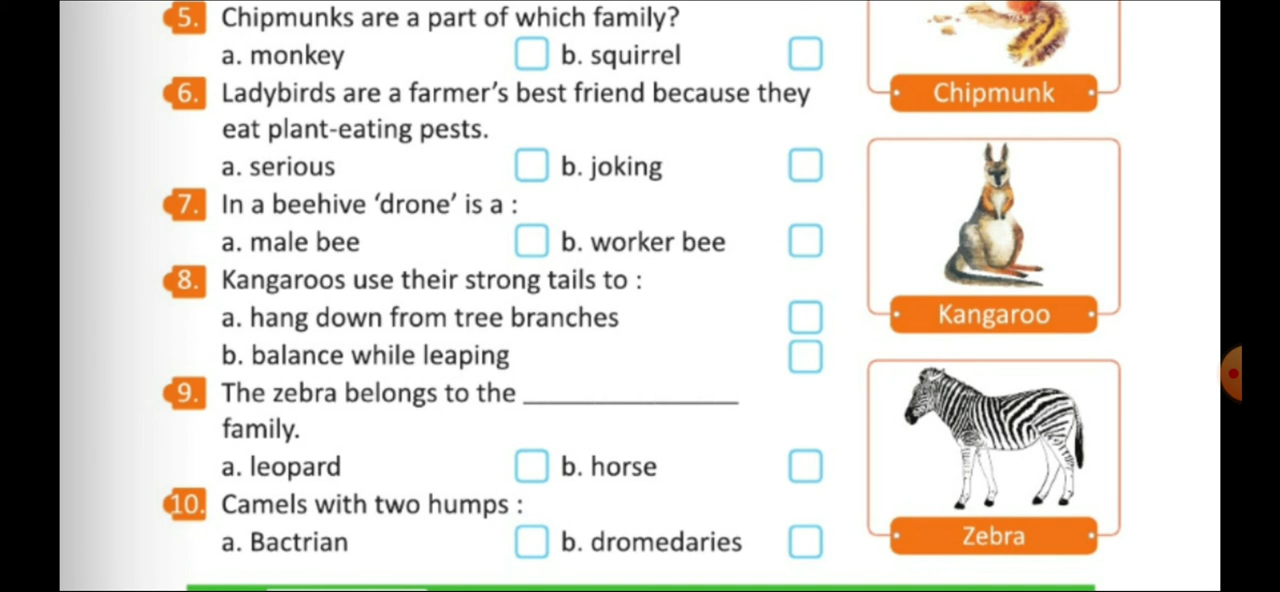 5. Chipmunks are a part of which family?
a. monkey b. squirrel
6. Ladybirds are a farmer's best friend because they
eat plant-eating pests.
a. serious b. joking
7. In a beehive ‘drone’ is a :
a. male bee b. worker bee
8. Kangaroos use their strong tails to :
a. hang down from tree branches
b. balance while leaping
9. The zebra belongs to the _______________
family.
a. leopard b. horse
10. Camels with two humps :
a. Bactrian b. dromedaries
Chipmunk
Kangaroo
Zebra